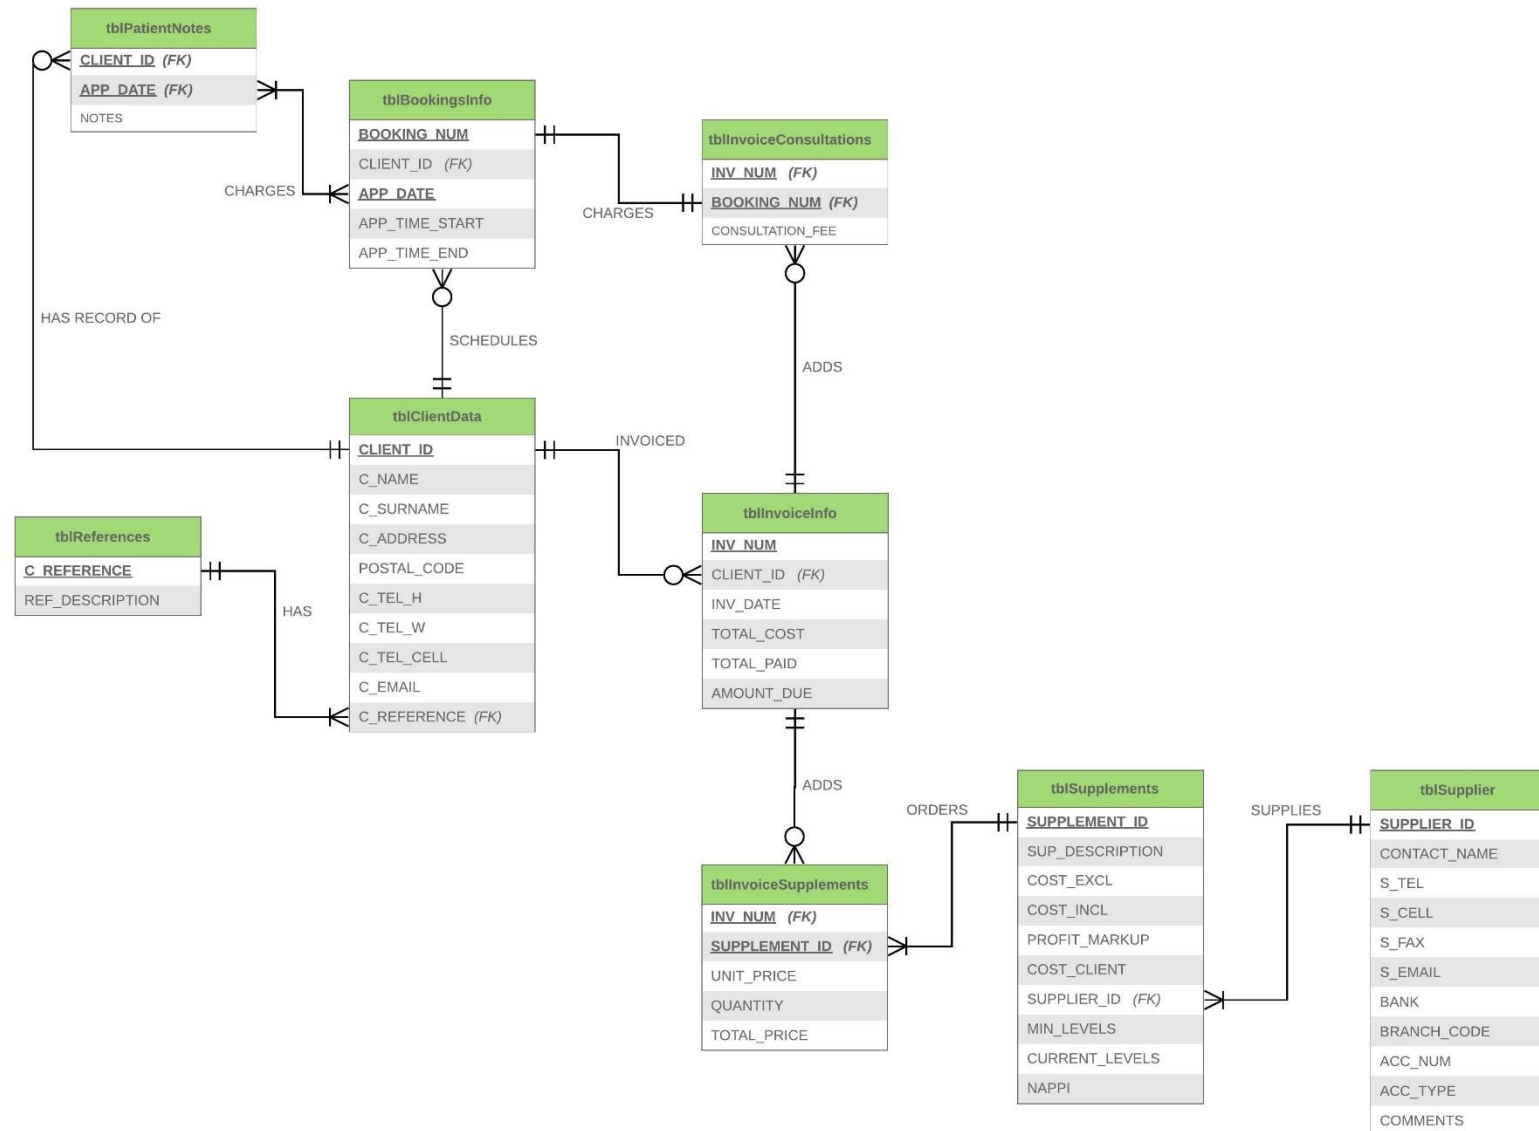 tblPatientNotes
CLIENT_ID (FK)
APP_DATE (FK)
NOTES
tblBookingsInfo
BOOKING_NUM
CLIENT_ID (FK)
APP_DATE
APP_TIME_START
APP_TIME_END
tblInvoiceConsultations
INV_NUM (FK)
BOOKING_NUM (FK)
CONSULTATION_FEE
CHARGES
CHARGES
HAS RECORD OF
SCHEDULES
ADDS
tblClientData
CLIENT_ID
C_NAME
C_SURNAME
C_ADDRESS
POSTAL_CODE
C_TEL_H
C_TEL_W
C_TEL_CELL
C_EMAIL
C_REFERENCE (FK)
INVOICED
tblReferences
C_REFERENCE
REF_DESCRIPTION
HAS
tblInvoiceInfo
INV_NUM
CLIENT_ID (FK)
INV_DATE
TOTAL_COST
TOTAL_PAID
AMOUNT_DUE
ADDS
tblInvoiceSupplements
INV_NUM (FK)
SUPPLEMENT_ID (FK)
UNIT_PRICE
QUANTITY
TOTAL_PRICE
ORDERS
tblSupplements
SUPPLEMENT_ID
SUP_DESCRIPTION
COST_EXCL
COST_INCL
PROFIT_MARKUP
COST_CLIENT
SUPPLIER_ID (FK)
MIN_LEVELS
CURRENT_LEVELS
NAPPI
SUPPLIES
tblSupplier
SUPPLIER_ID
CONTACT_NAME
S_TEL
S_CELL
S_FAX
S_EMAIL
BANK
BRANCH_CODE
ACC_NUM
ACC_TYPE
COMMENTS